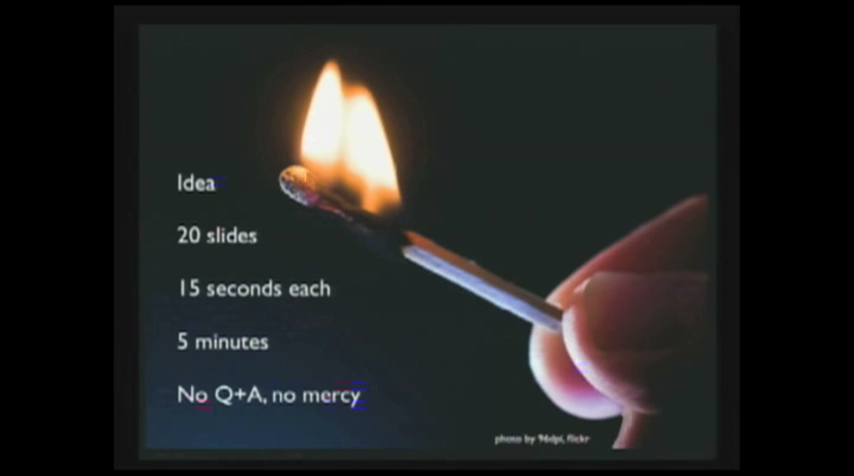 Idea
20 slides
15 seconds each
5 minutes
No Q+A, no mercy
photo by 96dpi, flickr